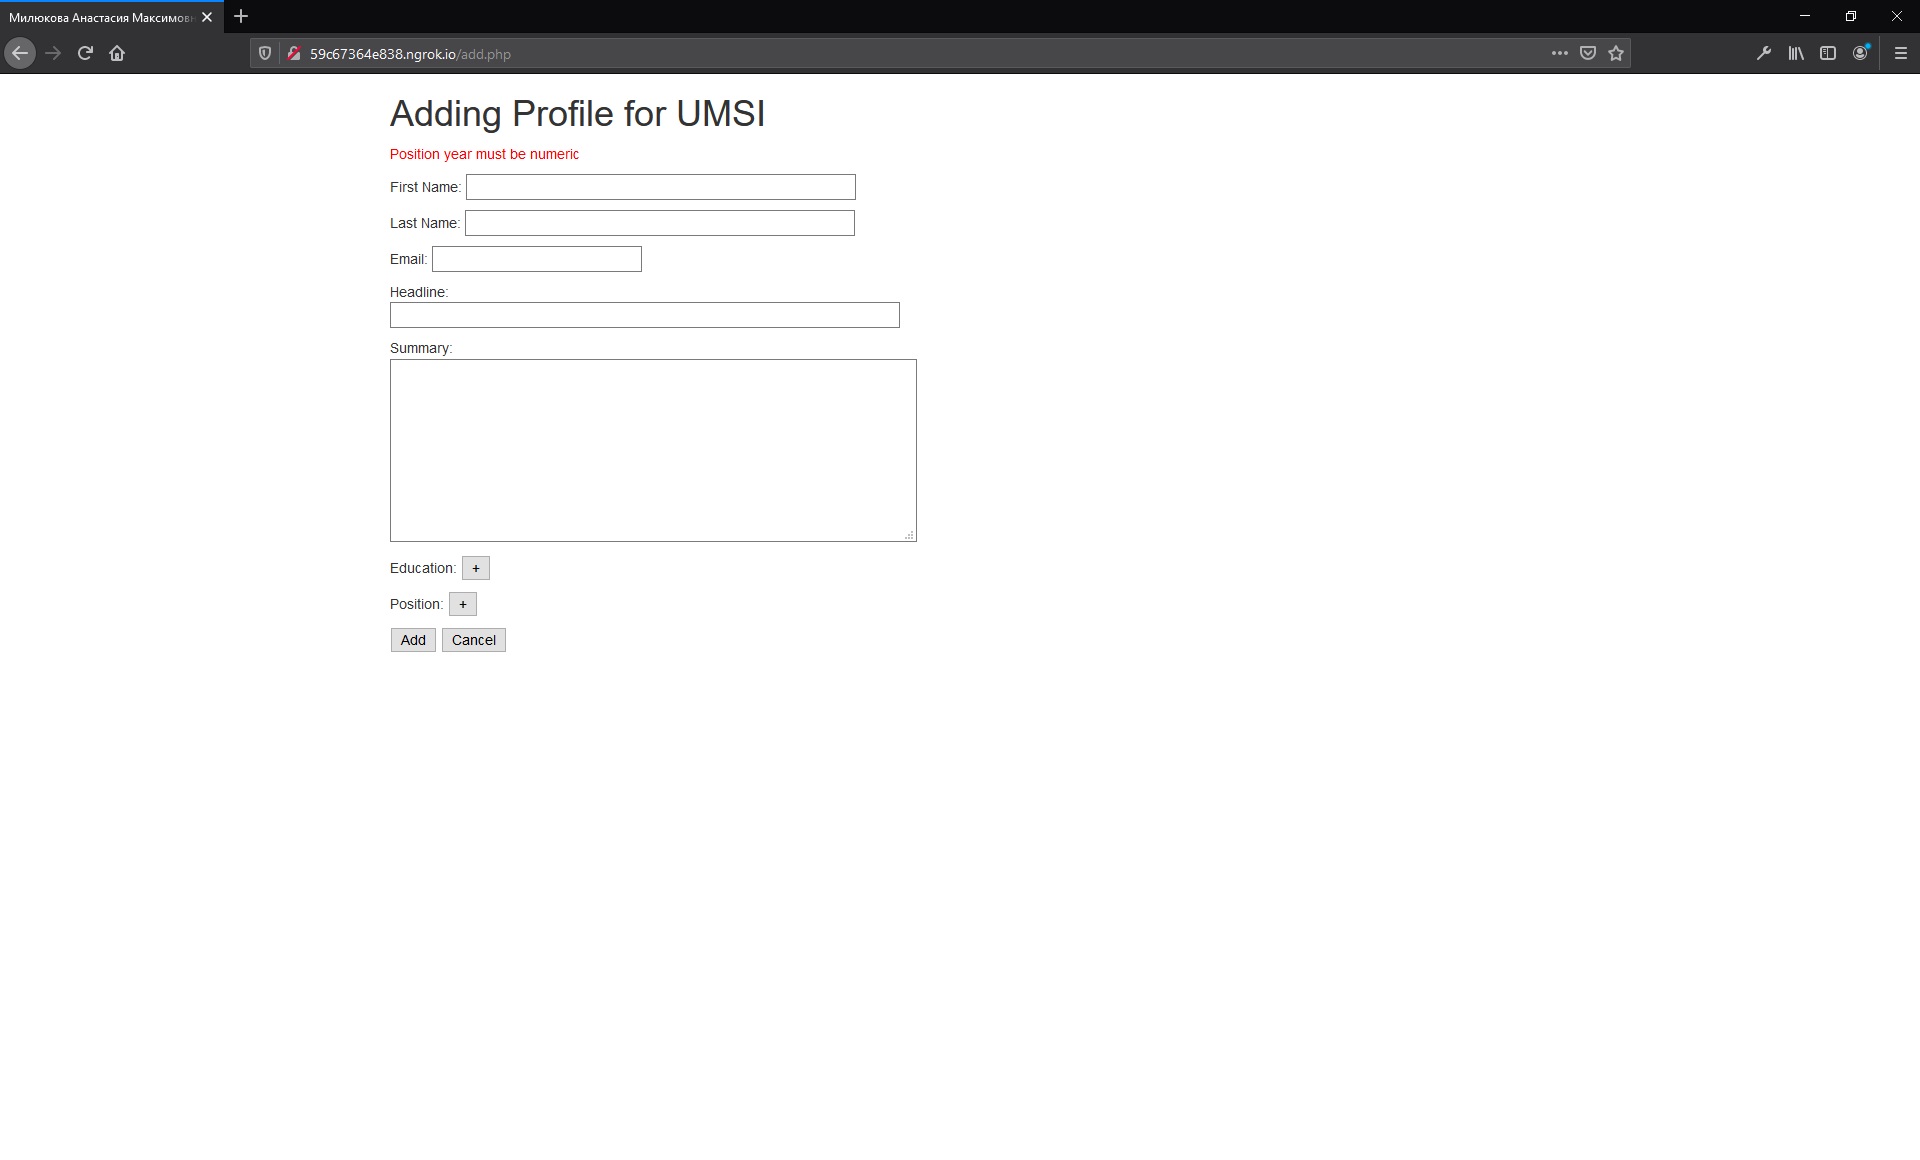 Милюкова Анастасия Максимовн
59c67364e838.ngrok.io/add.php
Adding Profile for UMSI
Position year must be numeric
First Name:
Last Name:
Email:
Headline:
Summary:
Education: +
Position: +
Add Cancel